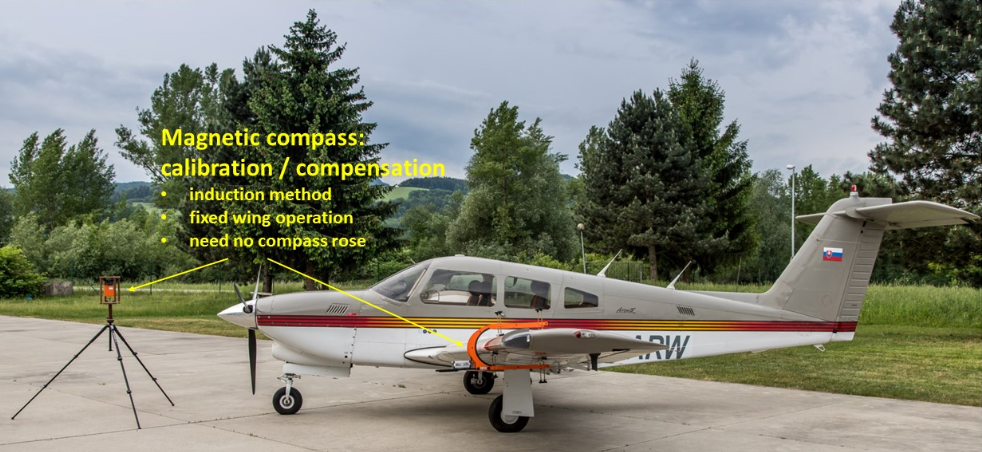 Magnetic compass:
calibration / compensation
• induction method
• fixed wing operation
• need no compass rose
ARW